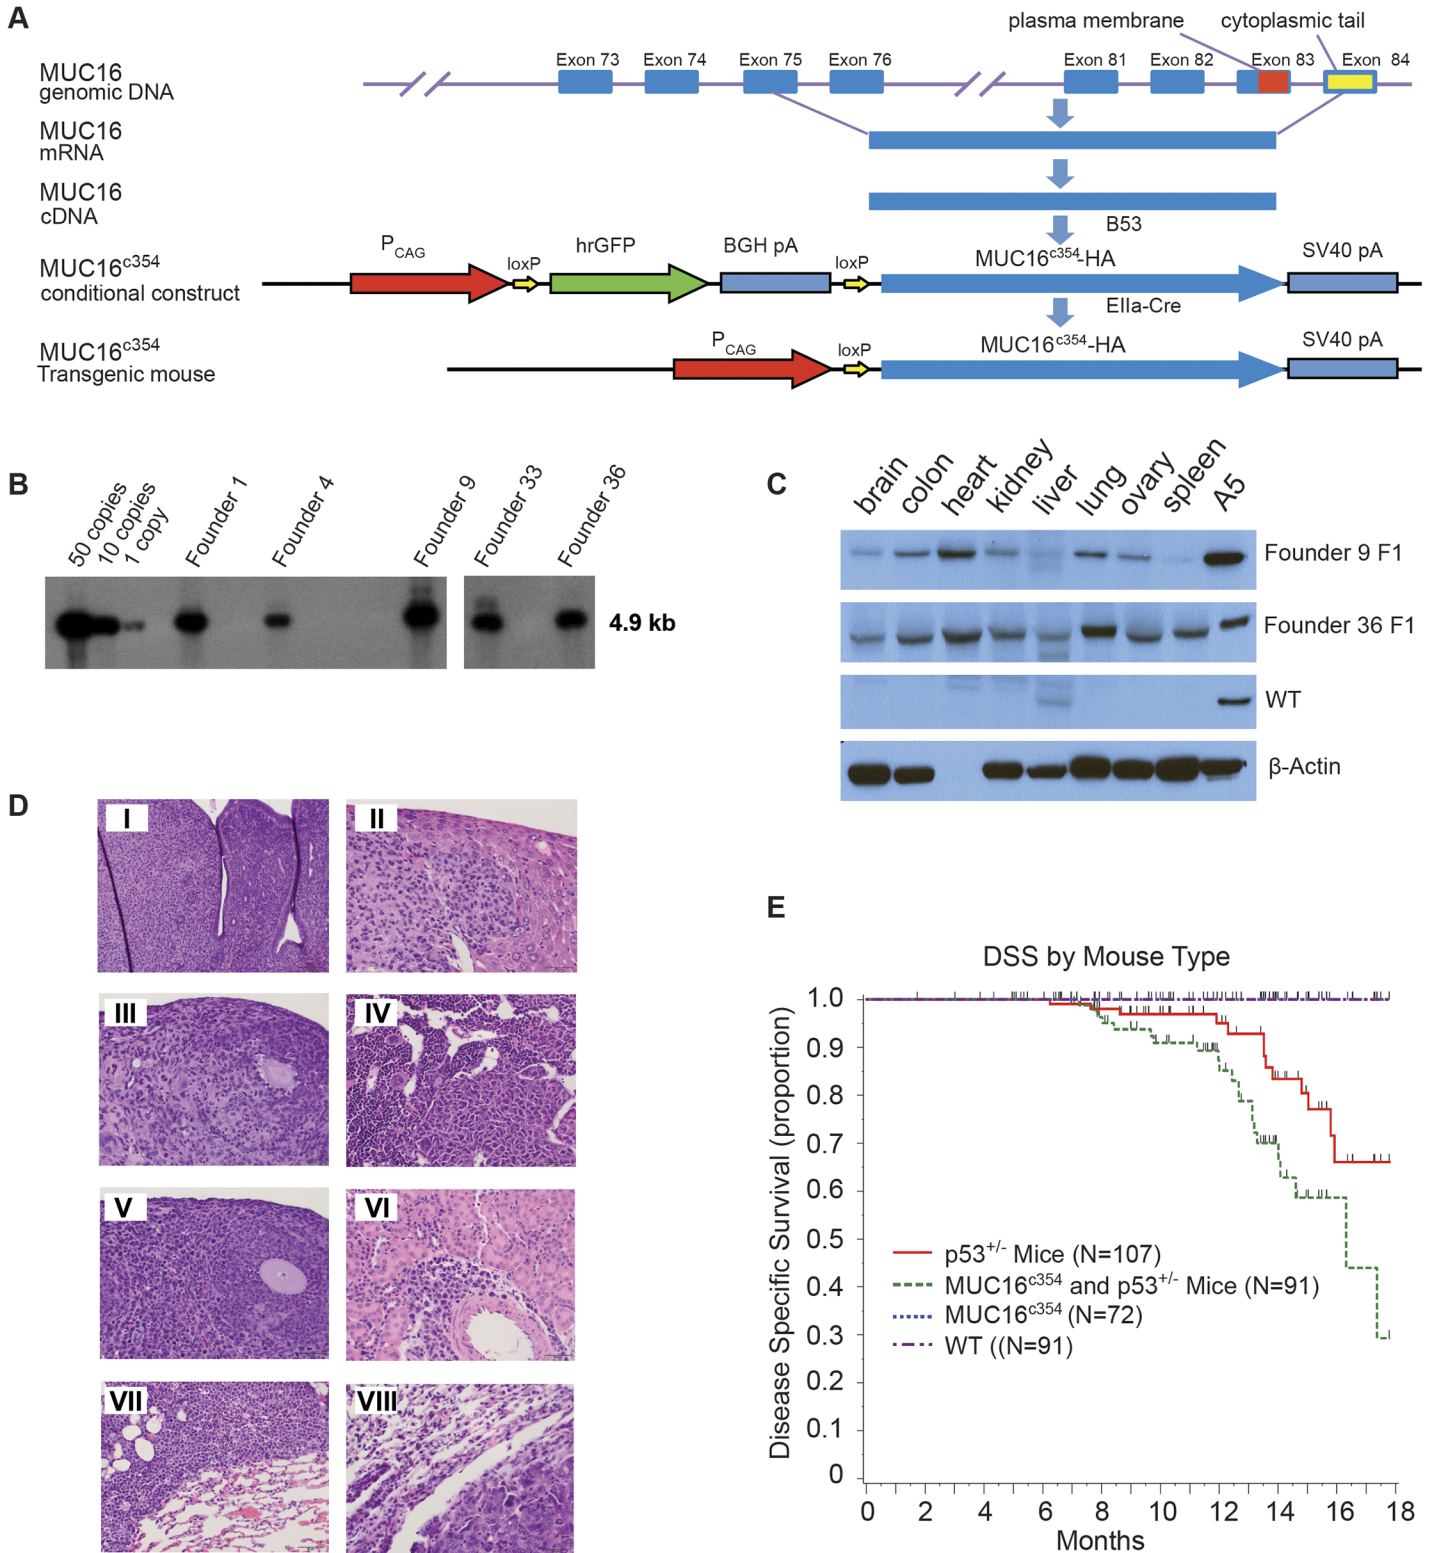 A
plasma membrane cytoplasmic tail
Exon 73 Exon 74 Exon 75 Exon 76 Exon 81 Exon 82 Exon 83 Exon 84
MUC16
genomic DNA
MUC16
mRNA
MUC16
cDNA
B53
PCAG loxP hrGFP BGH pA loxP MUC16c354-HA SV40 pA
MUC16c354
conditional construct
EIIa-Cre
PCAG loxP MUC16c354-HA SV40 pA
MUC16c354
Transgenic mouse
B
50 copies
10 copies
1 copy
Founder 1
Founder 4
Founder 9
Founder 33
Founder 36
4.9 kb
C
brain
colon
heart
kidney
liver
lung
ovary
spleen
A5
Founder 9 F1
Founder 36 F1
WT
β-Actin
D
I
II
III
IV
V
VI
VII
VIII
E
DSS by Mouse Type
Disease Specific Survival (proportion)
1.0
0.9
0.8
0.7
0.6
0.5
0.4
0.3
0.2
0.1
0
p53+/- Mice (N=107)
MUC16c354 and p53+/- Mice (N=91)
MUC16c354 (N=72)
WT ((N=91)
0 2 4 6 8 10 12 14 16 18
Months